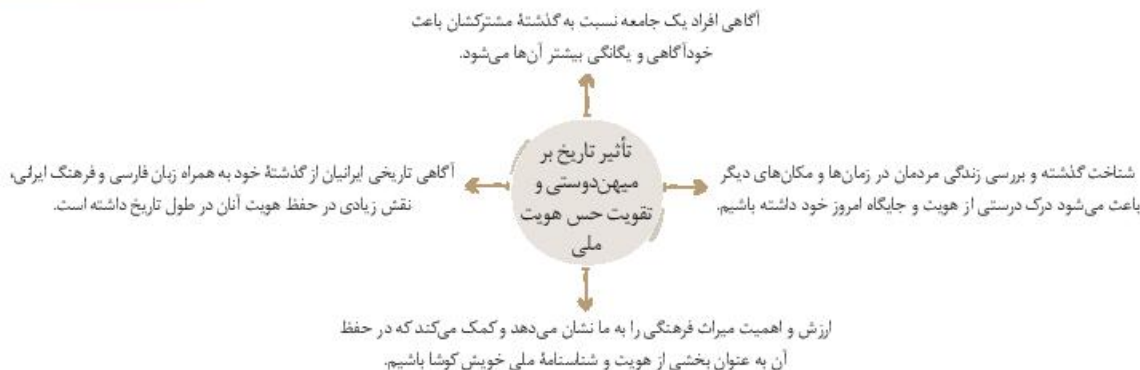 آگاهی افراد یک جامعه نسبت به گذشتهٔ مشترکشان باعث
خودآگاهی و یگانگی بیشتر آن‌ها می‌شود.
تأثیر تاریخ بر
میهن‌دوستی و
تقویت حس هویت
ملی
شناخت گذشته و بررسی زندگی مردمان در زمان‌ها و مکان‌های دیگر
باعث می‌شود درک درستی از هویت و جایگاه امروز خود داشته باشیم.
آگاهی تاریخی ایرانیان از گذشتهٔ خود به همراه زبان فارسی و فرهنگ ایرانی،
نقش زیادی در حفظ هویت آنان در طول تاریخ داشته است.
ارزش و اهمیت میراث فرهنگی را به ما نشان می‌دهد و کمک می‌کند که در حفظ
آن به عنوان بخشی از هویت و شناسنامهٔ ملی خویش کوشا باشیم.